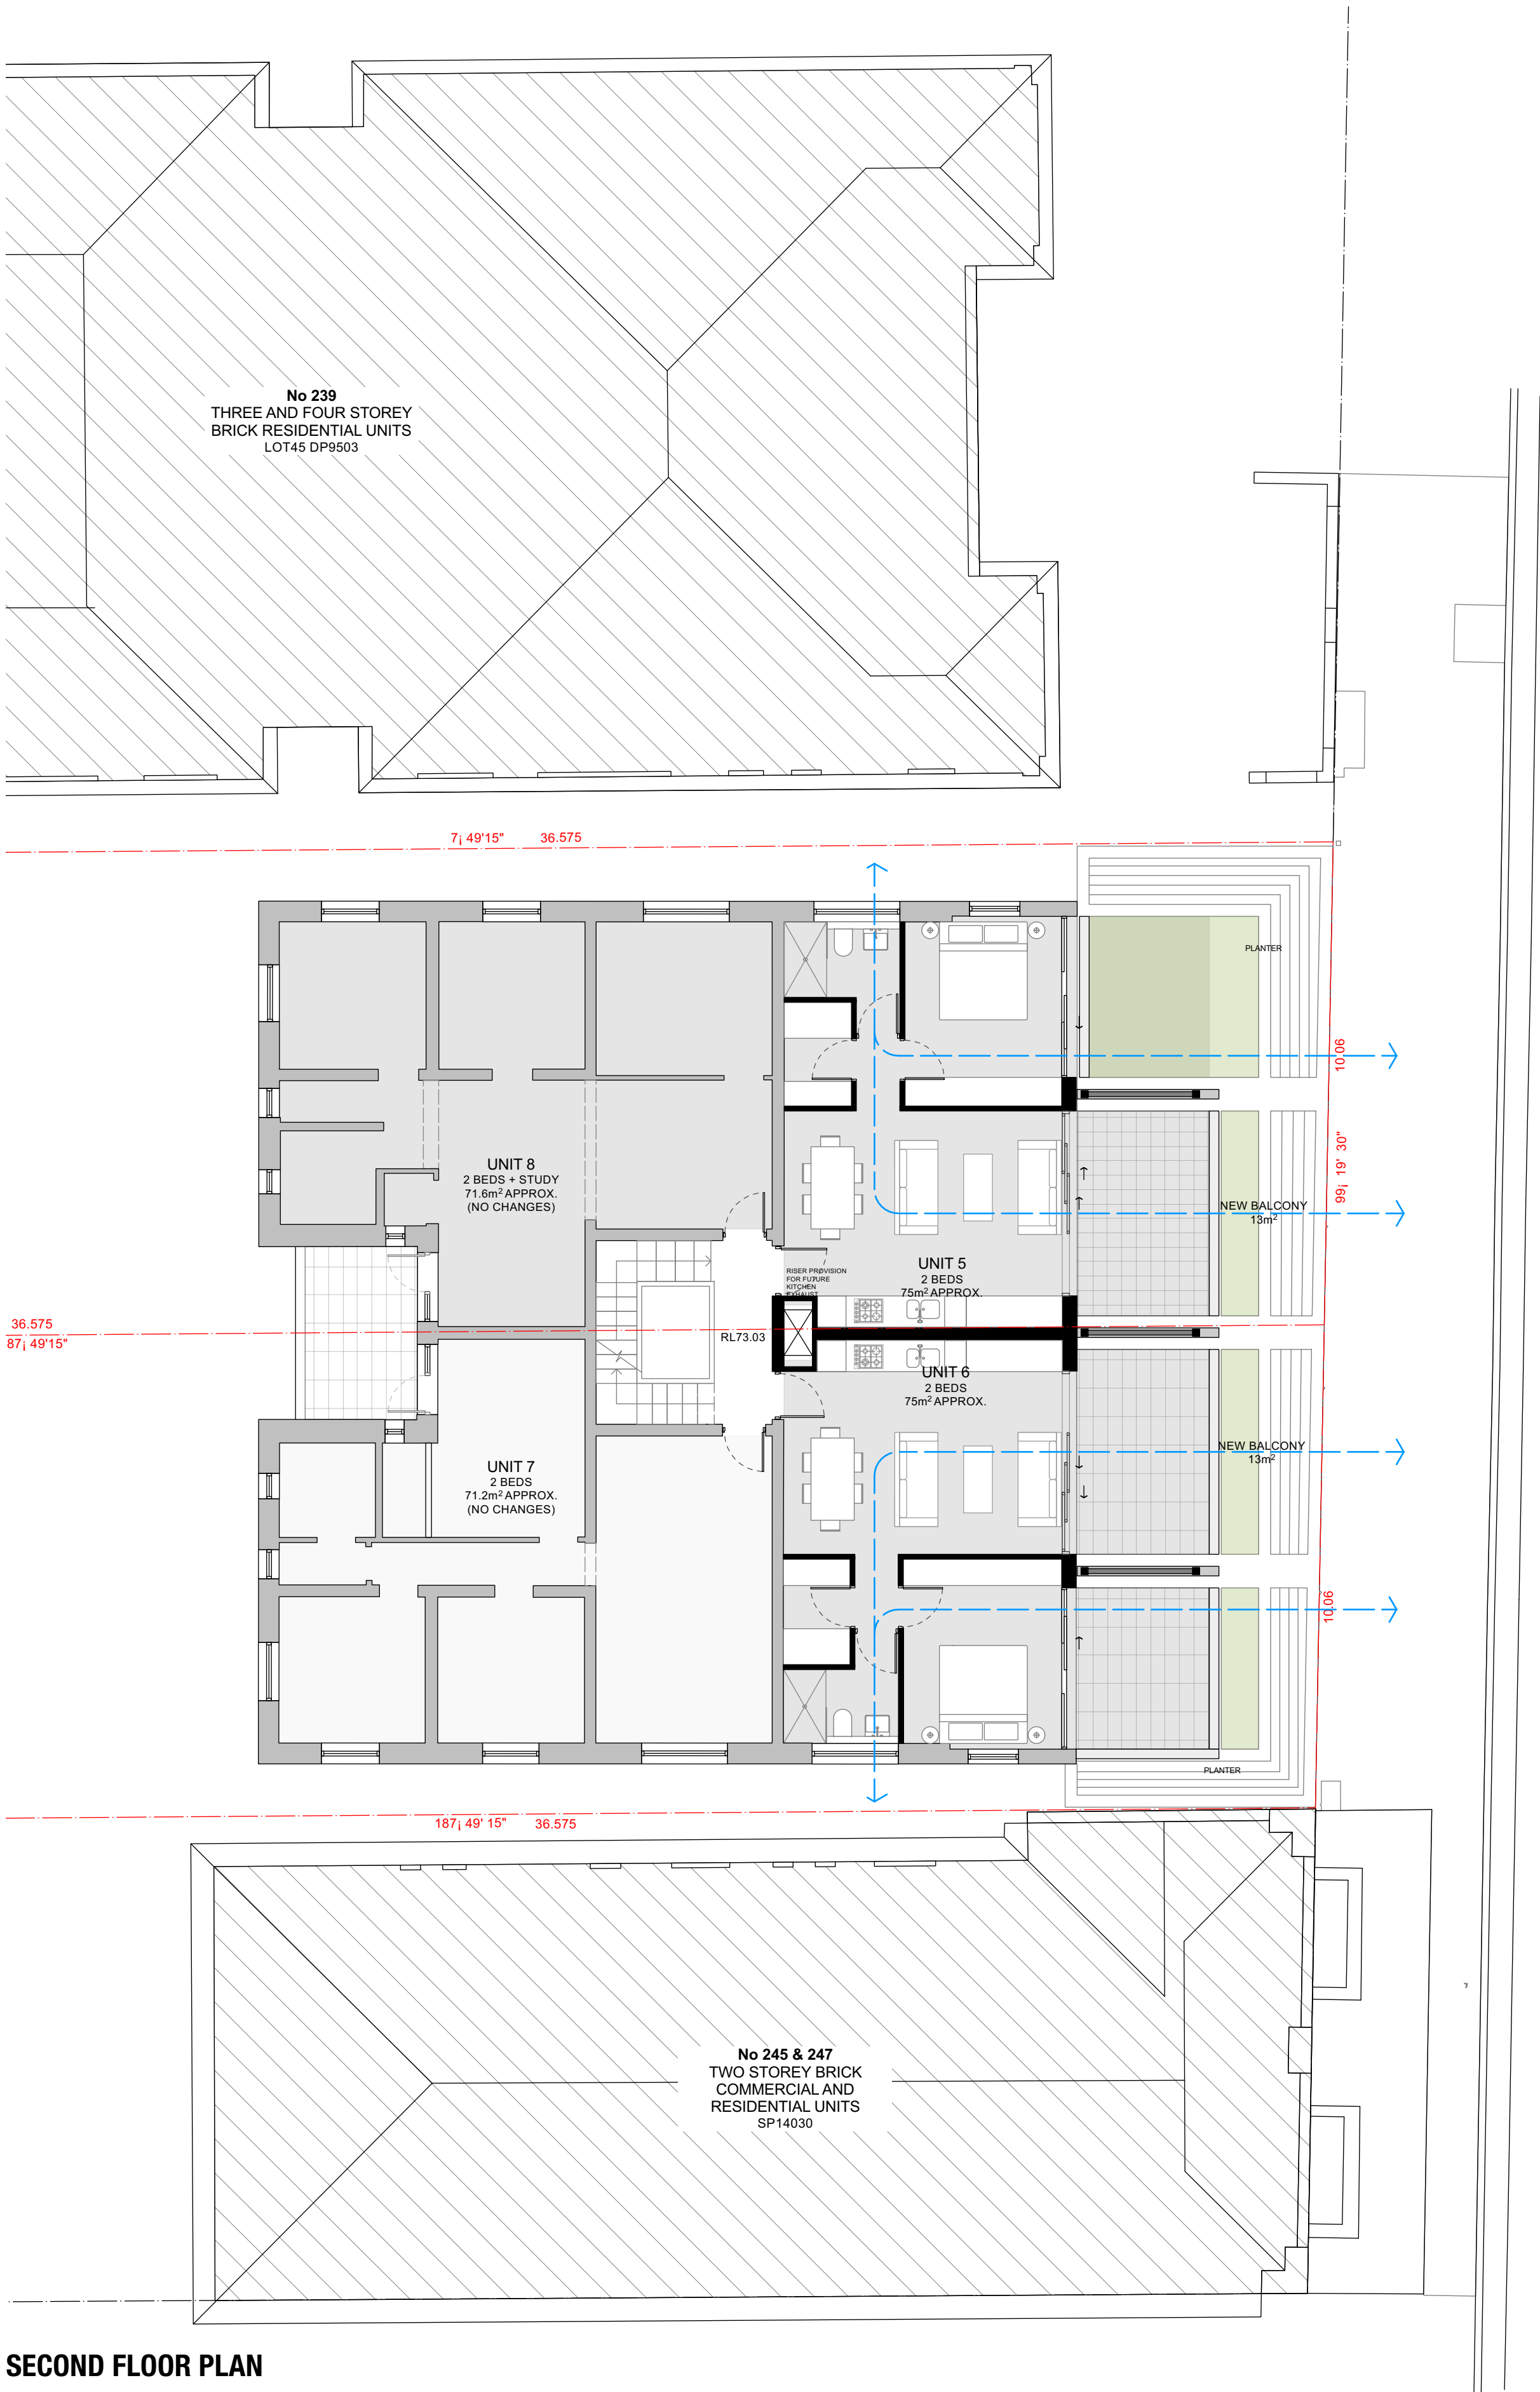 No 239
THREE AND FOUR STOREY
BRICK RESIDENTIAL UNITS
LOT45 DP9503
7¡ 49'15" 36.575
PLANTER
10.06
99¡ 19' 30"
UNIT 8
2 BEDS + STUDY
71.6m² APPROX.
(NO CHANGES)
NEW BALCONY
13m²
UNIT 5
2 BEDS
75m² APPROX.
RISER PROVISION
FOR FUTURE
KITCHEN
EXHAUST
36.575
87¡ 49'15"
RL73.03
UNIT 6
2 BEDS
75m² APPROX.
NEW BALCONY
13m²
UNIT 7
2 BEDS
71.2m² APPROX.
(NO CHANGES)
10.06
PLANTER
187¡ 49' 15" 36.575
No 245 & 247
TWO STOREY BRICK
COMMERCIAL AND
RESIDENTIAL UNITS
SP14030
SECOND FLOOR PLAN